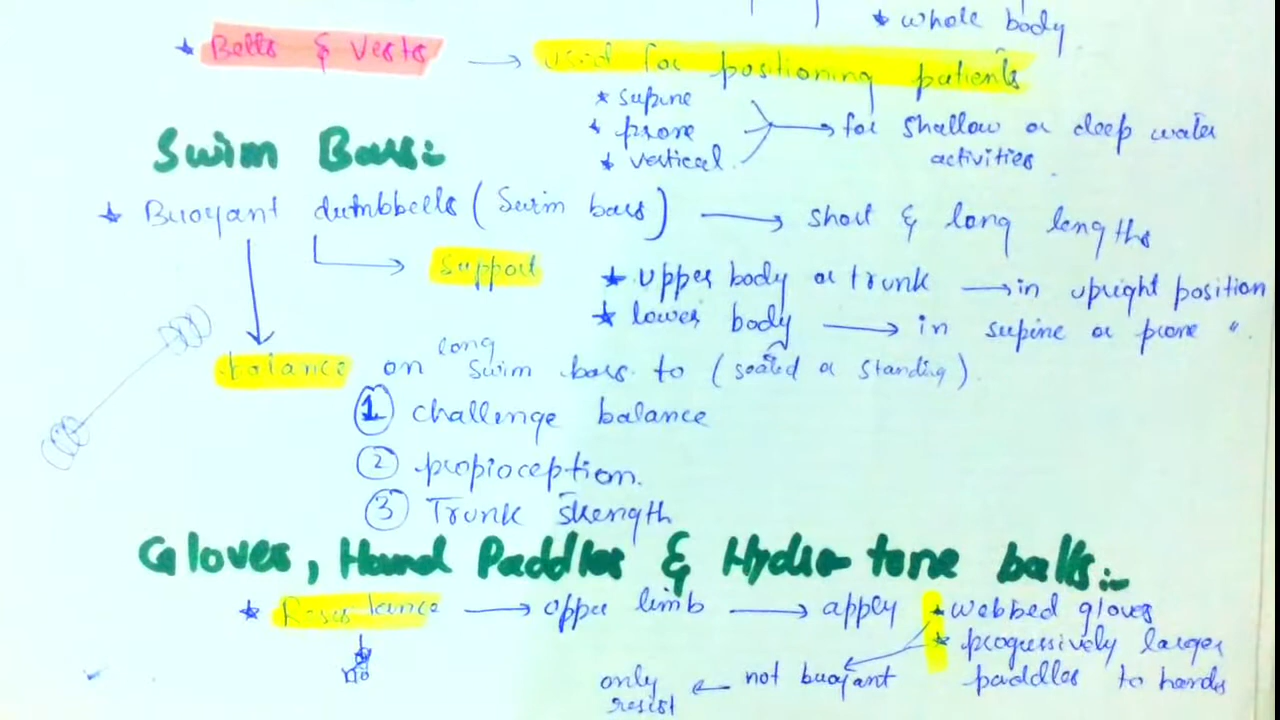 ★ whole body
★ Belts & Vests → used for positioning patients
★ supine
★ prone → for shallow or deep water
★ vertical. activities.
Swim Bars:
★ Buoyant dumbbells (Swim bars) → short & long lengths
support ★ upper body or trunk → in upright position
★ lower body → in supine or prone ".
balance on long swim bars to (seated or standing).
① challenge balance
② propioception.
③ Trunk strength
Gloves, Hand Paddles & Hydro-tone balls:-
★ Resistance → upper limb → apply ★ webbed gloves
★ progressively larger
only ← not buoyant paddles to hands
resist